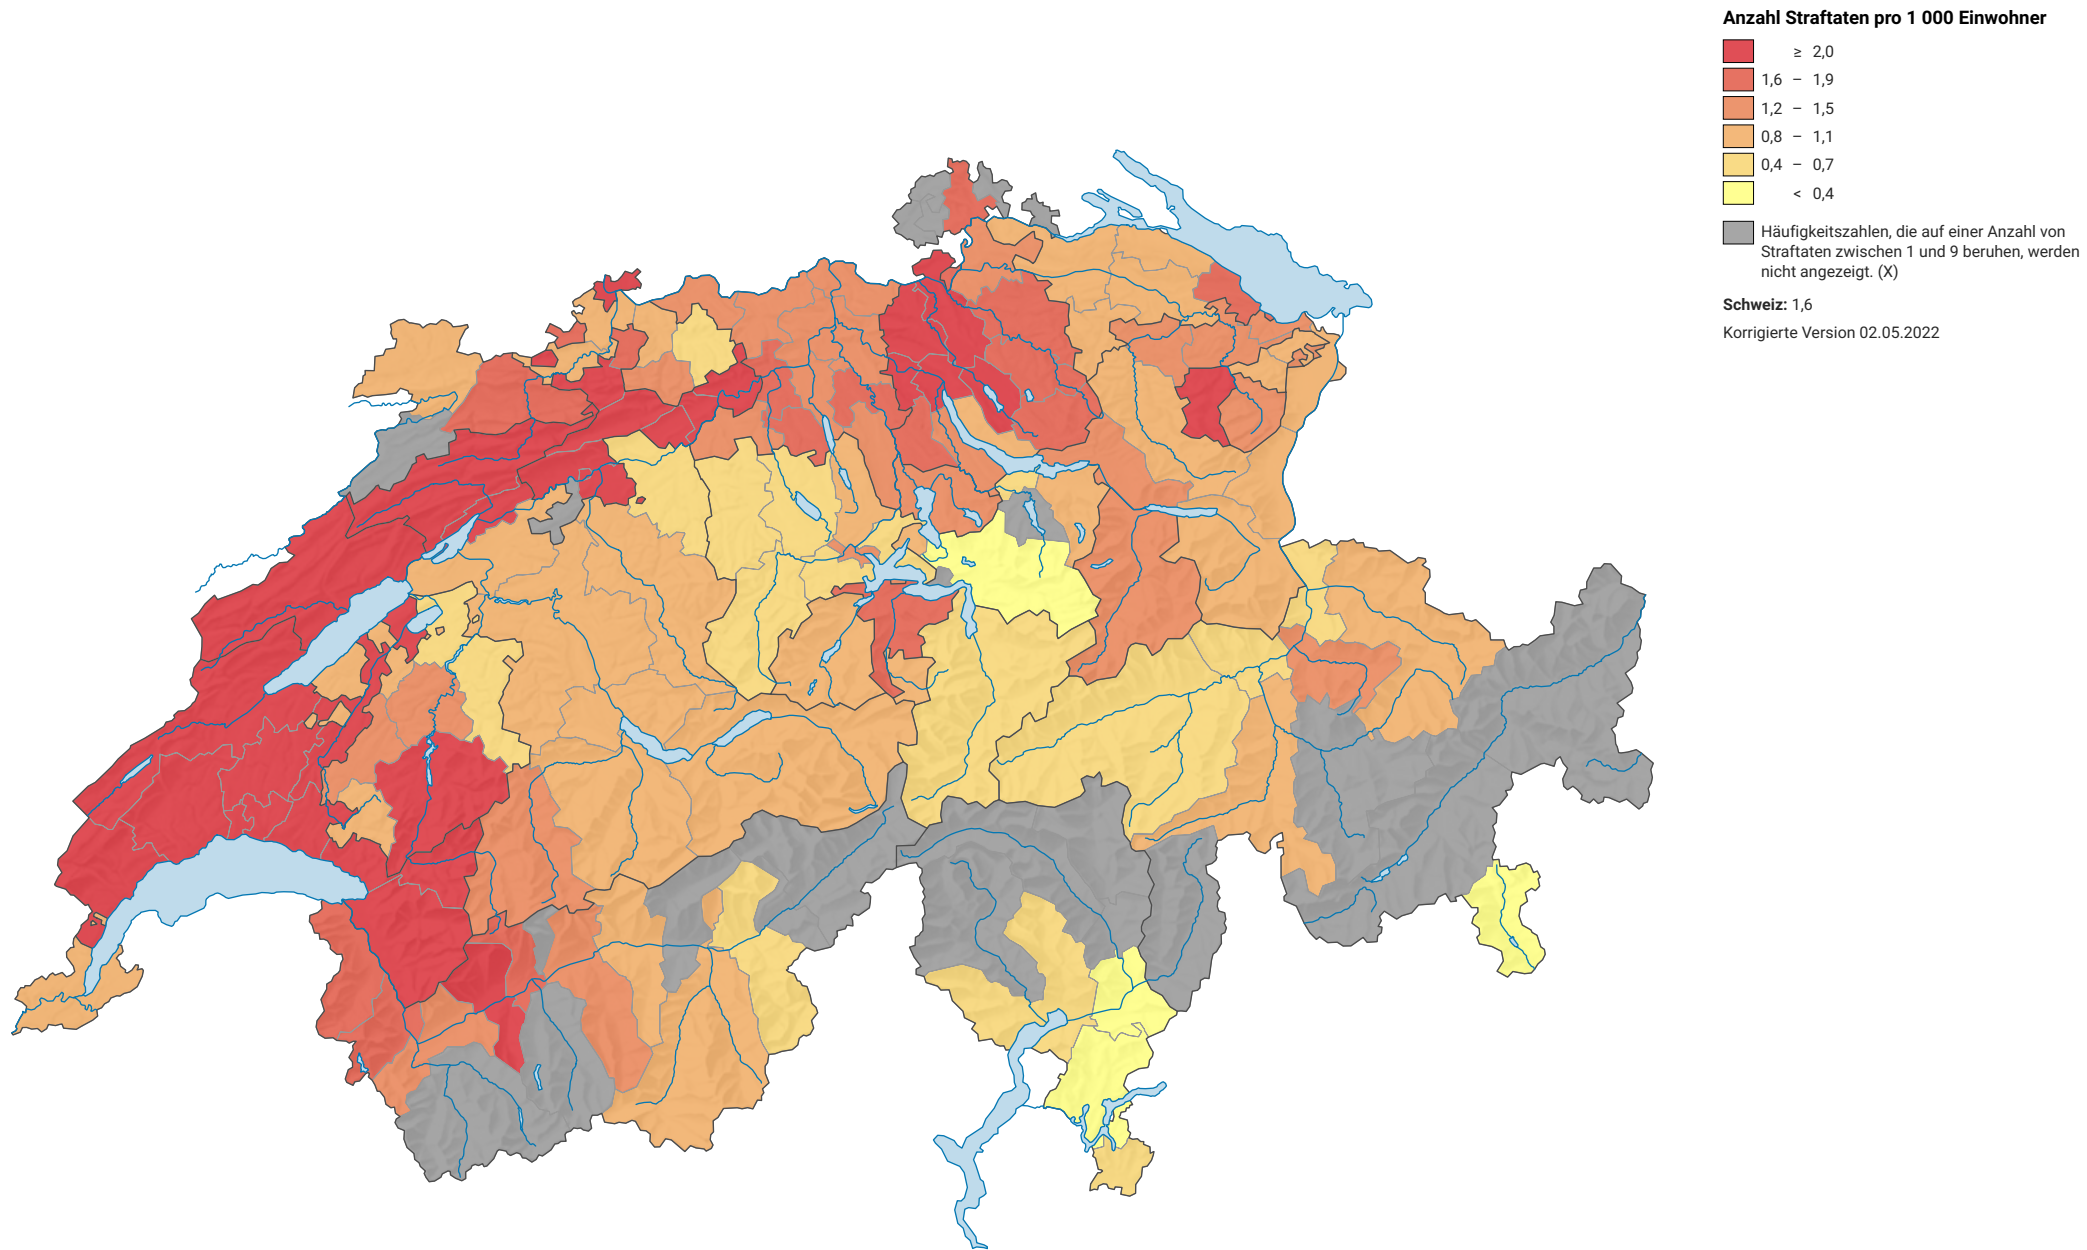 Anzahl Straftaten pro 1 000 Einwohner
≥ 2,0
1,6 – 1,9
1,2 – 1,5
0,8 – 1,1
0,4 – 0,7
< 0,4
Häufigkeitszahlen, die auf einer Anzahl von
Straftaten zwischen 1 und 9 beruhen, werden
nicht angezeigt. (X)
Schweiz: 1,6
Korrigierte Version 02.05.2022